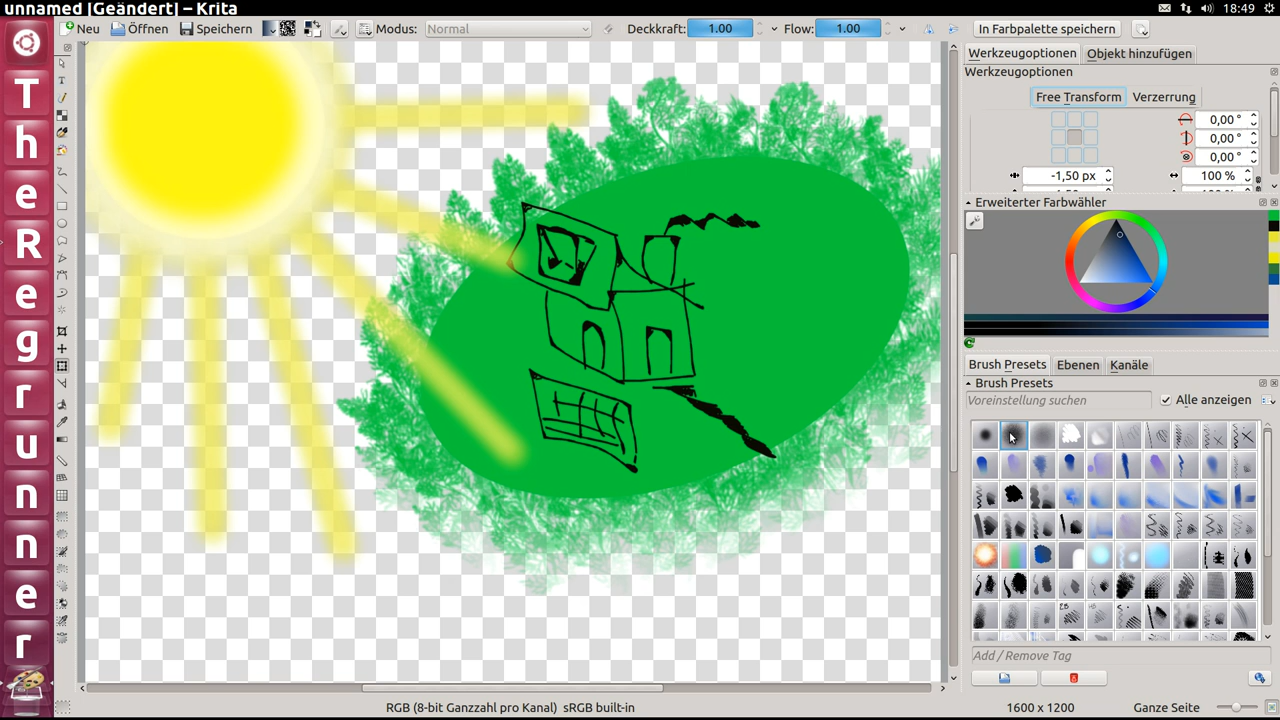 unnamed [Geändert] – Krita
18:49
Neu
Öffnen
Speichern
Modus:
Normal
Deckkraft:
1.00
Flow:
1.00
In Farbpalette speichern
T
h
e
R
e
g
r
u
n
n
e
r
Werkzeugoptionen
Objekt hinzufügen
Werkzeugoptionen
Free Transform
Verzerrung
0,00 °
0,00 °
0,00 °
-1,50 px
100 %
Erweiterter Farbwähler
Brush Presets
Ebenen
Kanäle
Brush Presets
Voreinstellung suchen
Alle anzeigen
Add / Remove Tag
RGB (8-bit Ganzzahl pro Kanal) sRGB built-in
1600 x 1200
Ganze Seite